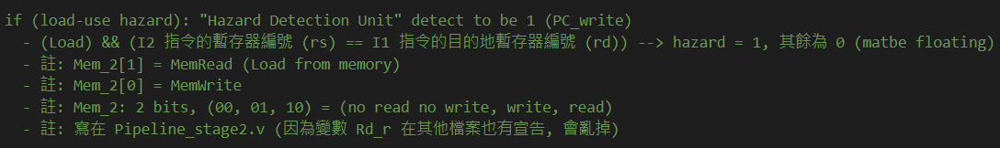 if (load-use hazard): "Hazard Detection Unit" detect to be 1 (PC_write)
- (Load) && (I2 指令的暫存器編號 (rs) == I1 指令的目的地暫存器編號 (rd)) --> hazard = 1, 其餘為 0 (matbe floating)
- 註: Mem_2[1] = MemRead (Load from memory)
- 註: Mem_2[0] = MemWrite
- 註: Mem_2: 2 bits, (00, 01, 10) = (no read no write, write, read)
- 註: 寫在 Pipeline_stage2.v (因為變數 Rd_r 在其他檔案也有宣告, 會亂掉)